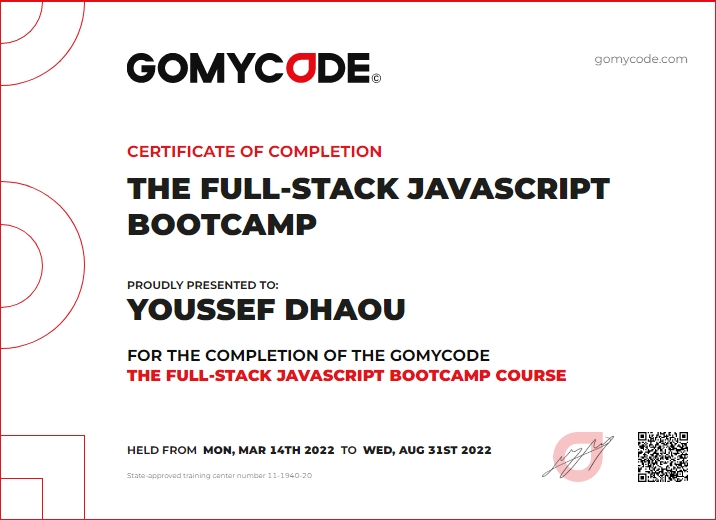 GOMYCODE©
gomycode.com
CERTIFICATE OF COMPLETION
THE FULL-STACK JAVASCRIPT
BOOTCAMP
PROUDLY PRESENTED TO:
YOUSSEF DHAOU
FOR THE COMPLETION OF THE GOMYCODE
THE FULL-STACK JAVASCRIPT BOOTCAMP COURSE
HELD FROM MON, MAR 14TH 2022 TO WED, AUG 31ST 2022
State-approved training center number 11-1940-20